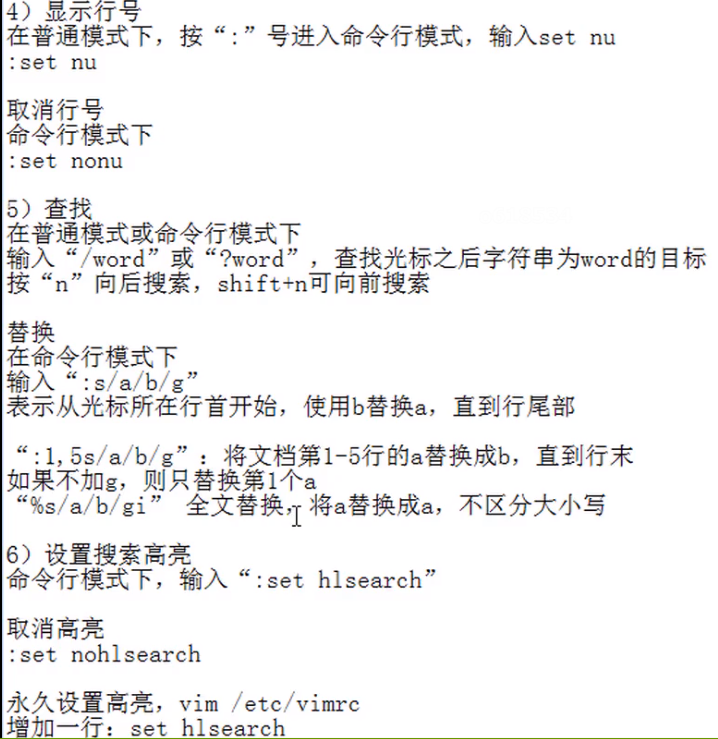 4）显示行号
在普通模式下，按“:”号进入命令行模式，输入set nu
:set nu
取消行号
命令行模式下
:set nonu
5）查找
在普通模式或命令行模式下
输入“/word”或“?word”，查找光标之后字符串为word的目标
按“n”向后搜索，shift+n可向前搜索
替换
在命令行模式下
输入“:s/a/b/g”
表示从光标所在行首开始，使用b替换a，直到行尾部
“:1,5s/a/b/g”：将文档第1-5行的a替换成b，直到行末
如果不加g，则只替换第1个a
“%s/a/b/gi” 全文替换，将a替换成a，不区分大小写
6）设置搜索高亮
命令行模式下，输入“:set hlsearch”
取消高亮
:set nohlsearch
永久设置高亮，vim /etc/vimrc
增加一行：set hlsearch